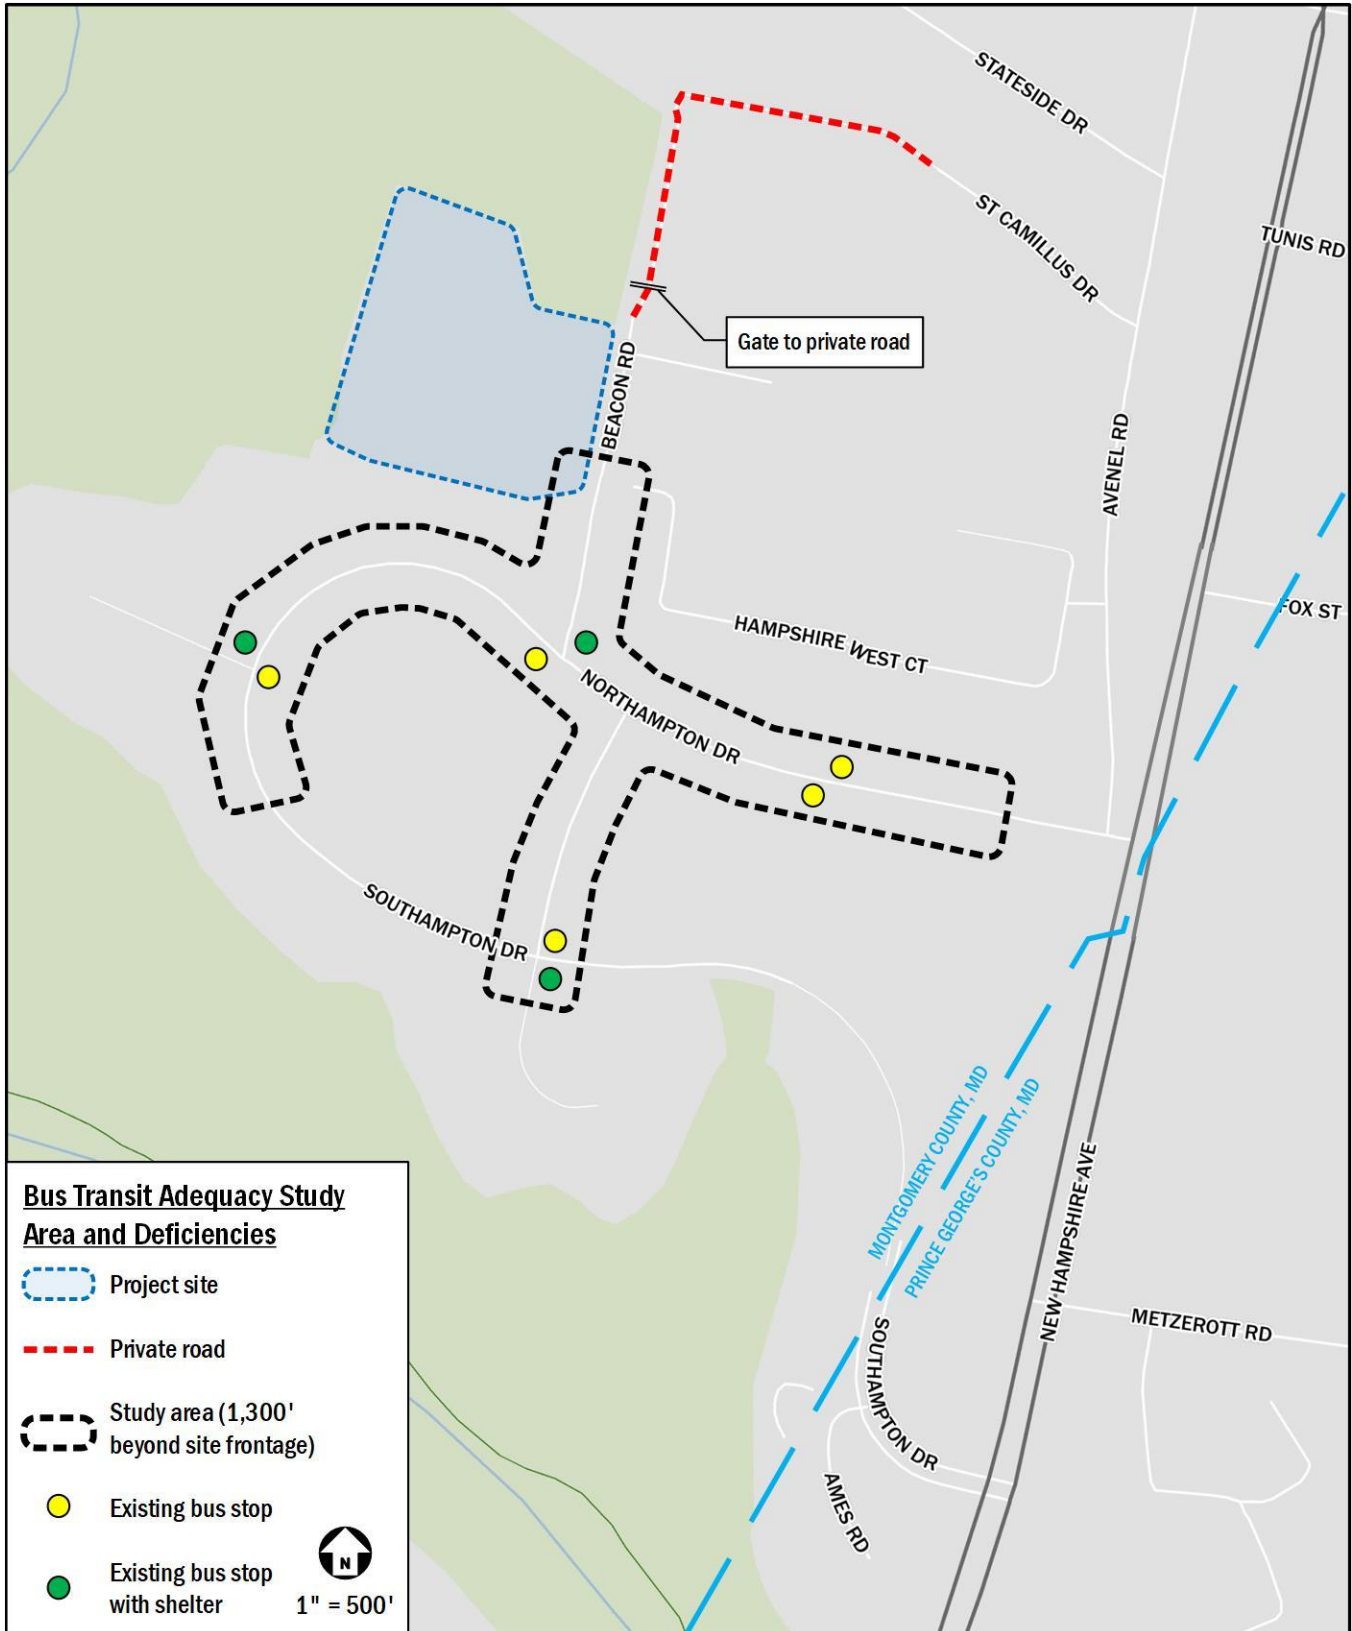 STATESIDE DR
ST CAMILLUS DR
TUNIS RD
Gate to private road
BEACON RD
AVENEL RD
FOX ST
HAMPSHIRE WEST CT
NORTHAMPTON DR
SOUTHAMPTON DR
MONTGOMERY COUNTY, MD
PRINCE GEORGE'S COUNTY, MD
NEW HAMPSHIRE AVE
METZEROTT RD
SOUTHAMPTON DR
AMES RD
Bus Transit Adequacy Study
Area and Deficiencies
Project site
Private road
Study area (1,300'
beyond site frontage)
Existing bus stop
Existing bus stop
with shelter
N
1" = 500'